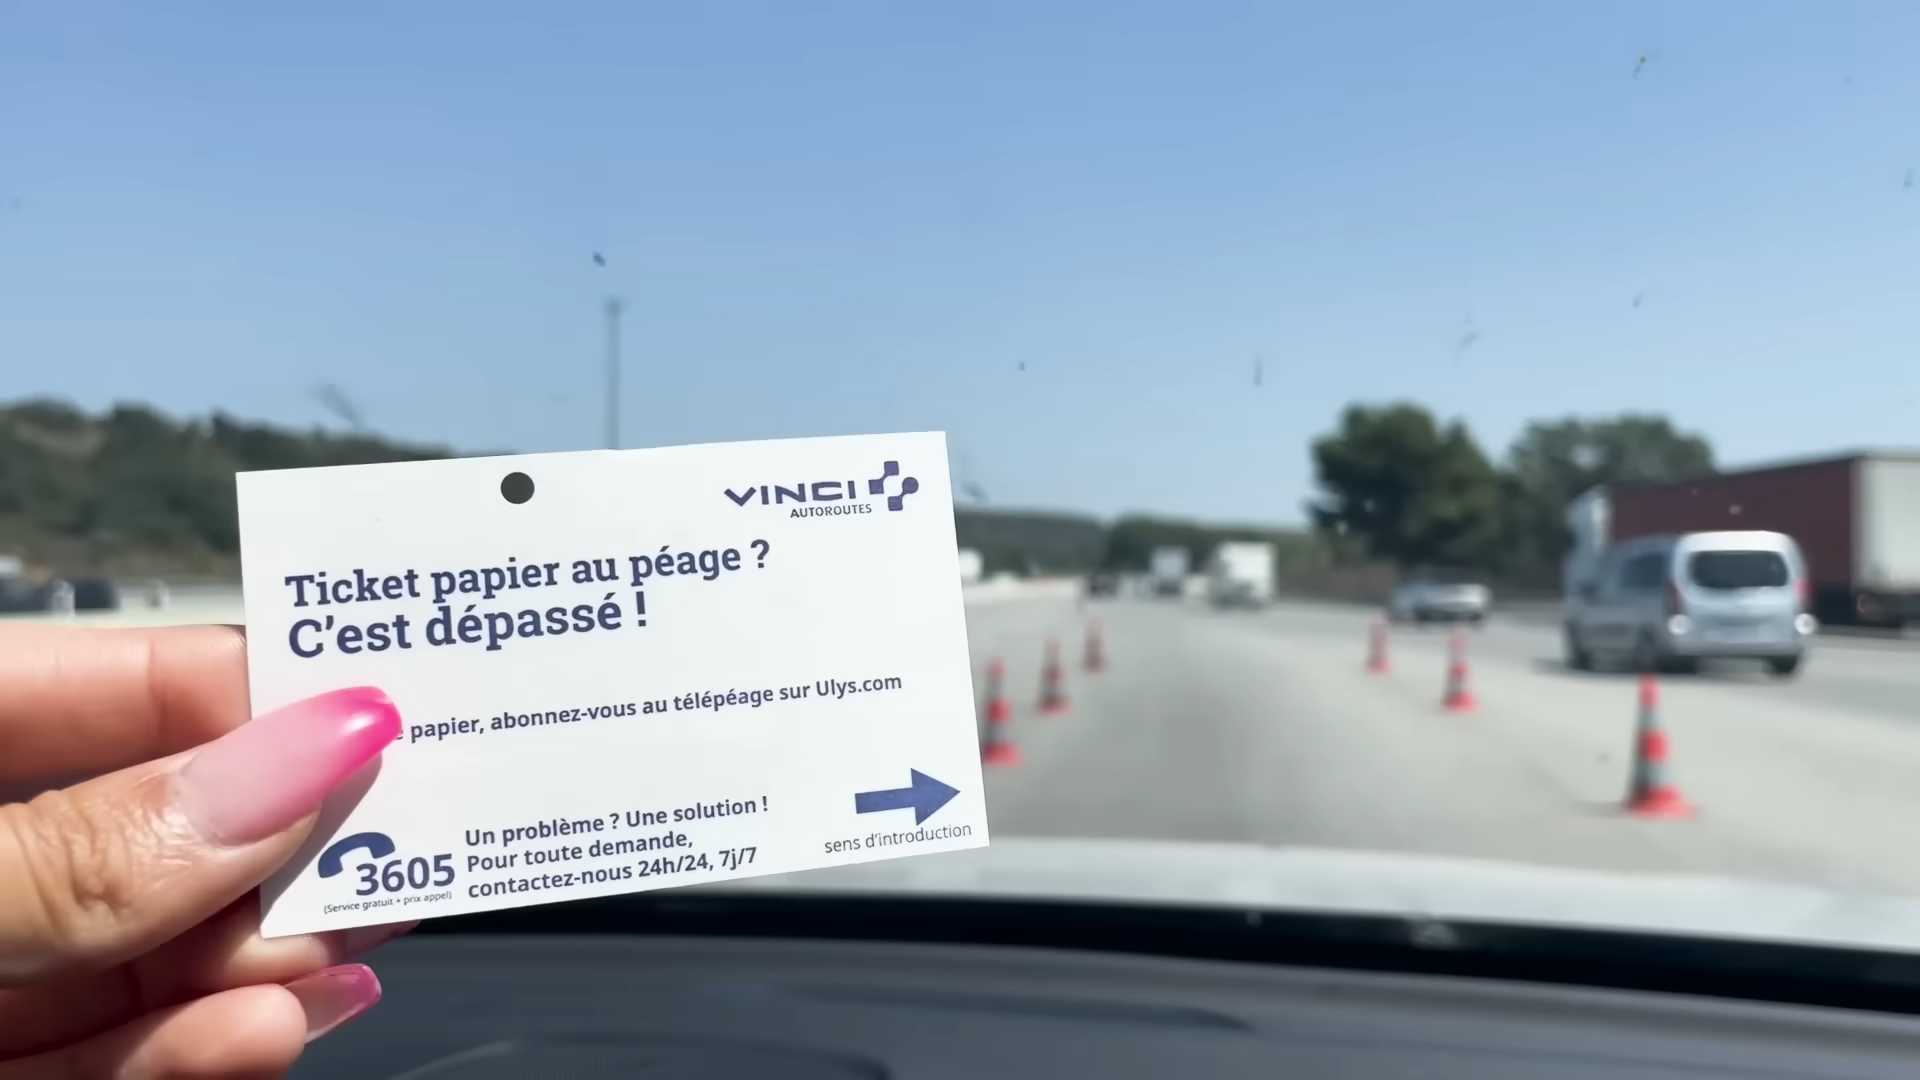 VINCI
AUTOROUTES
Ticket papier au péage ?
C'est dépassé !
papier, abonnez-vous au télépéage sur Ulys.com
3605
(Service gratuit + prix appel)
Un problème ? Une solution !
Pour toute demande,
contactez-nous 24h/24, 7j/7
sens d'introduction